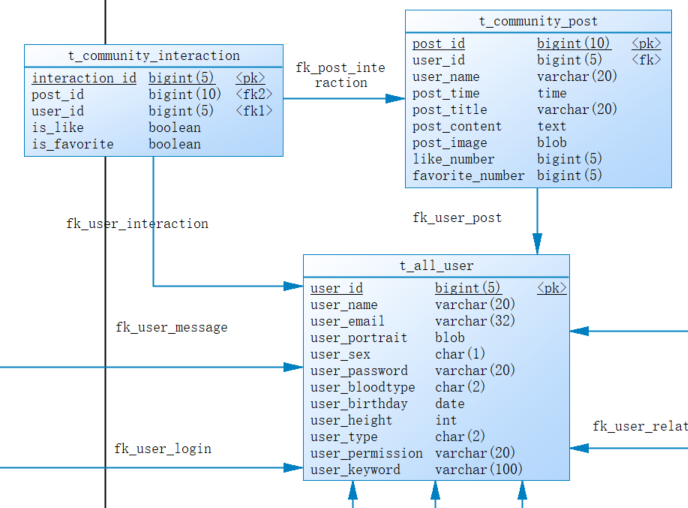 t_community_post
post_id bigint(10) <pk>
user_id bigint(5) <fk>
user_name varchar(20)
post_time time
post_title varchar(20)
post_content text
post_image blob
like_number bigint(5)
favorite_number bigint(5)
t_community_interaction
interaction_id bigint(5) <pk>
post_id bigint(10) <fk2>
user_id bigint(5) <fk1>
is_like boolean
is_favorite boolean
fk_post_inte
raction
fk_user_interaction
fk_user_post
t_all_user
user_id bigint(5) <pk>
user_name varchar(20)
user_email varchar(32)
user_portrait blob
user_sex char(1)
user_password varchar(20)
user_bloodtype char(2)
user_birthday date
user_height int
user_type char(2)
user_permission varchar(20)
user_keyword varchar(100)
fk_user_message
fk_user_login
fk_user_relat